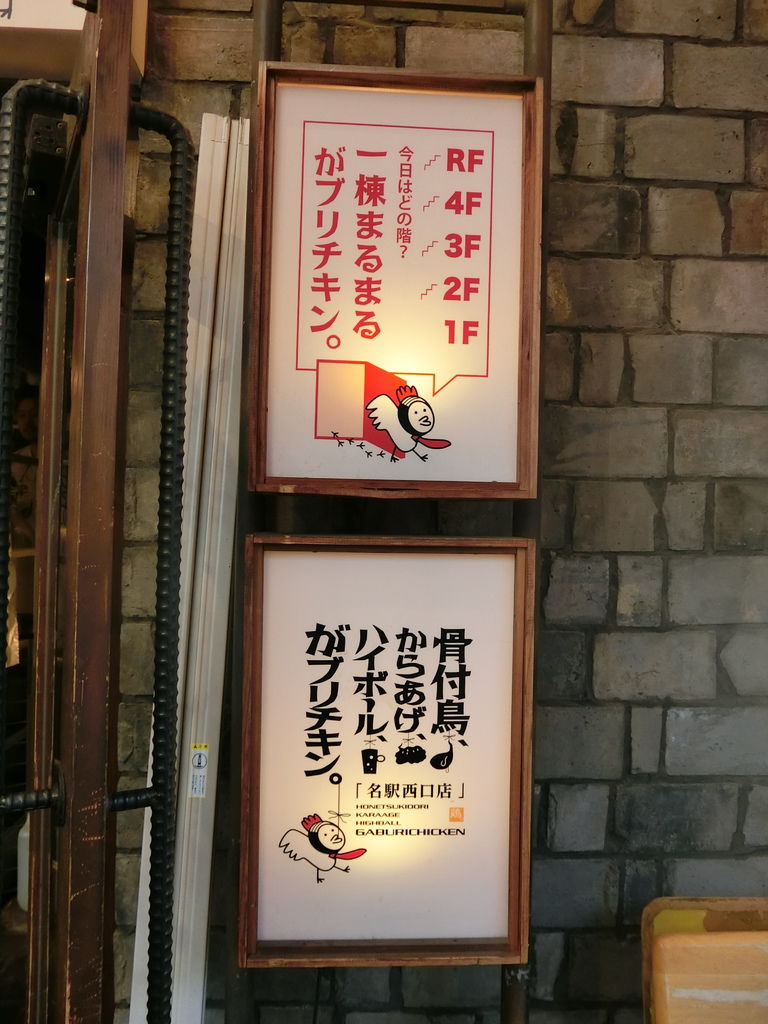 RF
4F
3F
2F
1F
今日はどの階?
一棟まるまる
がブリチキン。
骨付鳥、
からあげ、
ハイボール、
がブリチキン。
「名駅西口店」
HONETSUKIDORI
KARAAGE
HIGHBALL
GABURICHICKEN